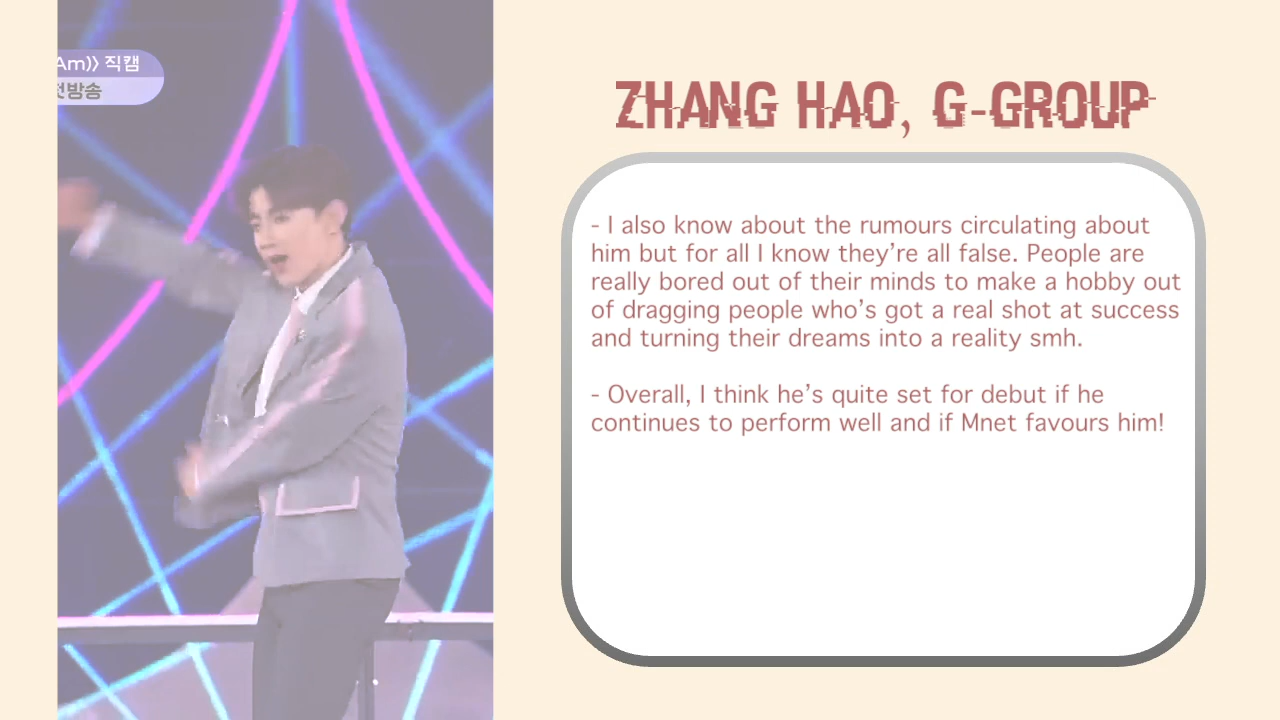 Am)⟩ 직캠
첫방송
ZHANG HAO, G-GROUP
- I also know about the rumours circulating about
him but for all I know they’re all false. People are
really bored out of their minds to make a hobby out
of dragging people who’s got a real shot at success
and turning their dreams into a reality smh.
- Overall, I think he’s quite set for debut if he
continues to perform well and if Mnet favours him!